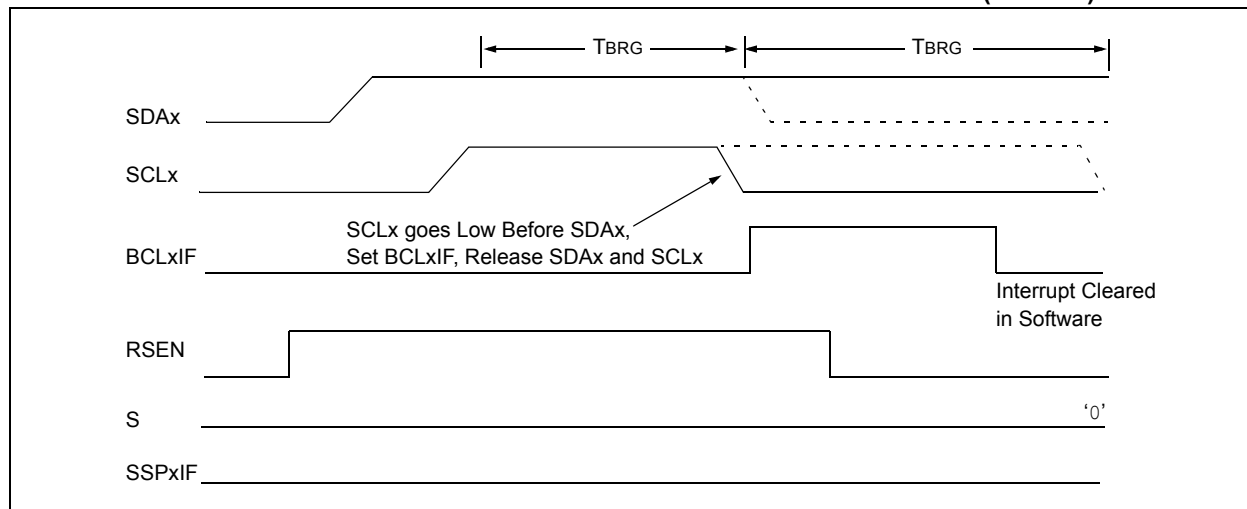 TBRG TBRG
SDAx
SCLx
SCLx goes Low Before SDAx,
Set BCLxIF, Release SDAx and SCLx
BCLxIF
Interrupt Cleared
in Software
RSEN
S
‘0’
SSPxIF